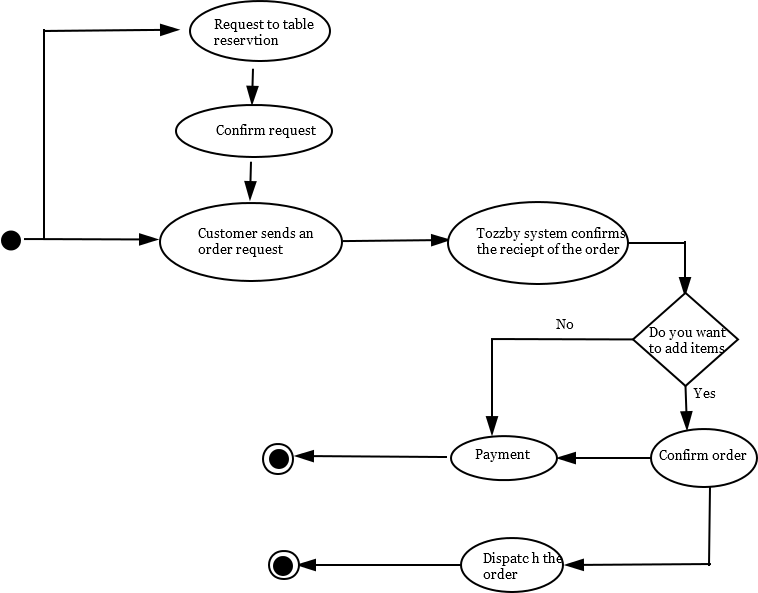 Request to table
reservtion
Confirm request
Customer sends an
order request
Tozzby system confirms
the reciept of the order
Do you want
to add items
No
Yes
Payment
Confirm order
Dispatc h the
order